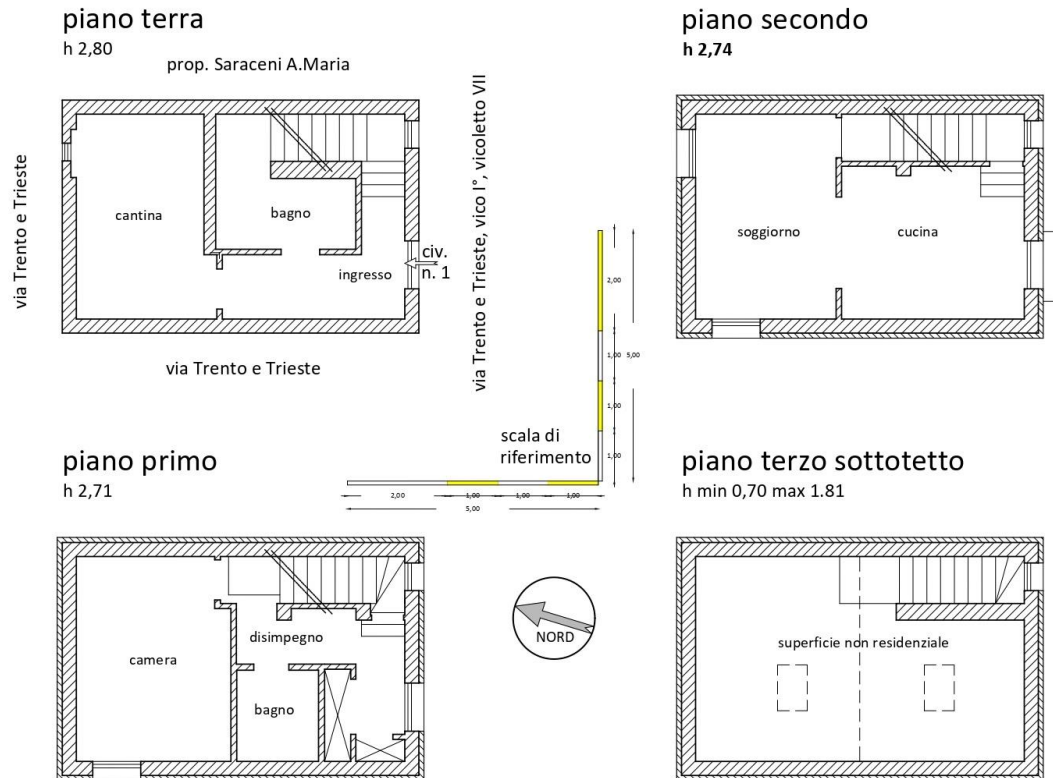 piano terra
h 2,80
prop. Saraceni A.Maria
via Trento e Trieste
cantina
bagno
ingresso
civ.
n. 1
via Trento e Trieste
via Trento e Trieste, vico I°, vicoletto VII
piano secondo
h 2,74
soggiorno
cucina
scala di
riferimento
2,00
1,00
1,00
1,00
5,00
2,00
1,00
1,00
1,00
5,00
piano primo
h 2,71
camera
disimpegno
bagno
NORD
piano terzo sottotetto
h min 0,70 max 1.81
superficie non residenziale